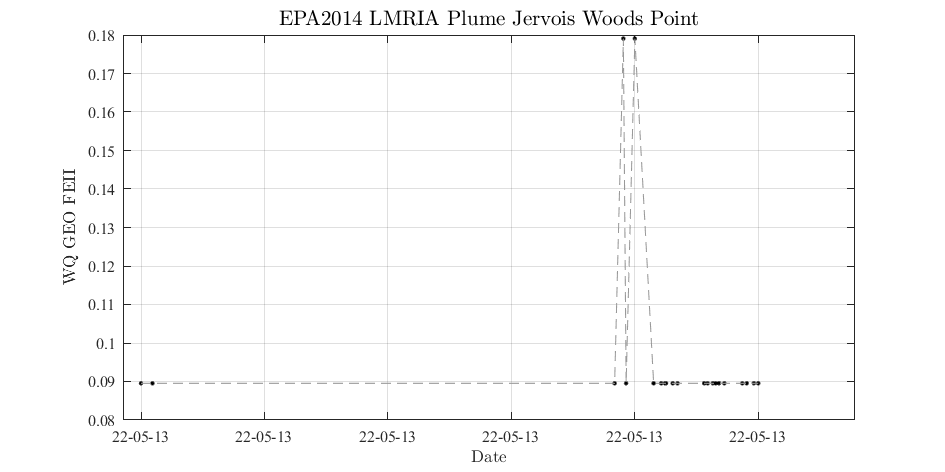 EPA2014 LMRIA Plume Jervois Woods Point
0.18
0.17
0.16
0.15
0.14
0.13
0.12
0.11
0.1
0.09
0.08
WQ GEO FEII
22-05-13 22-05-13 22-05-13 22-05-13 22-05-13 22-05-13
Date